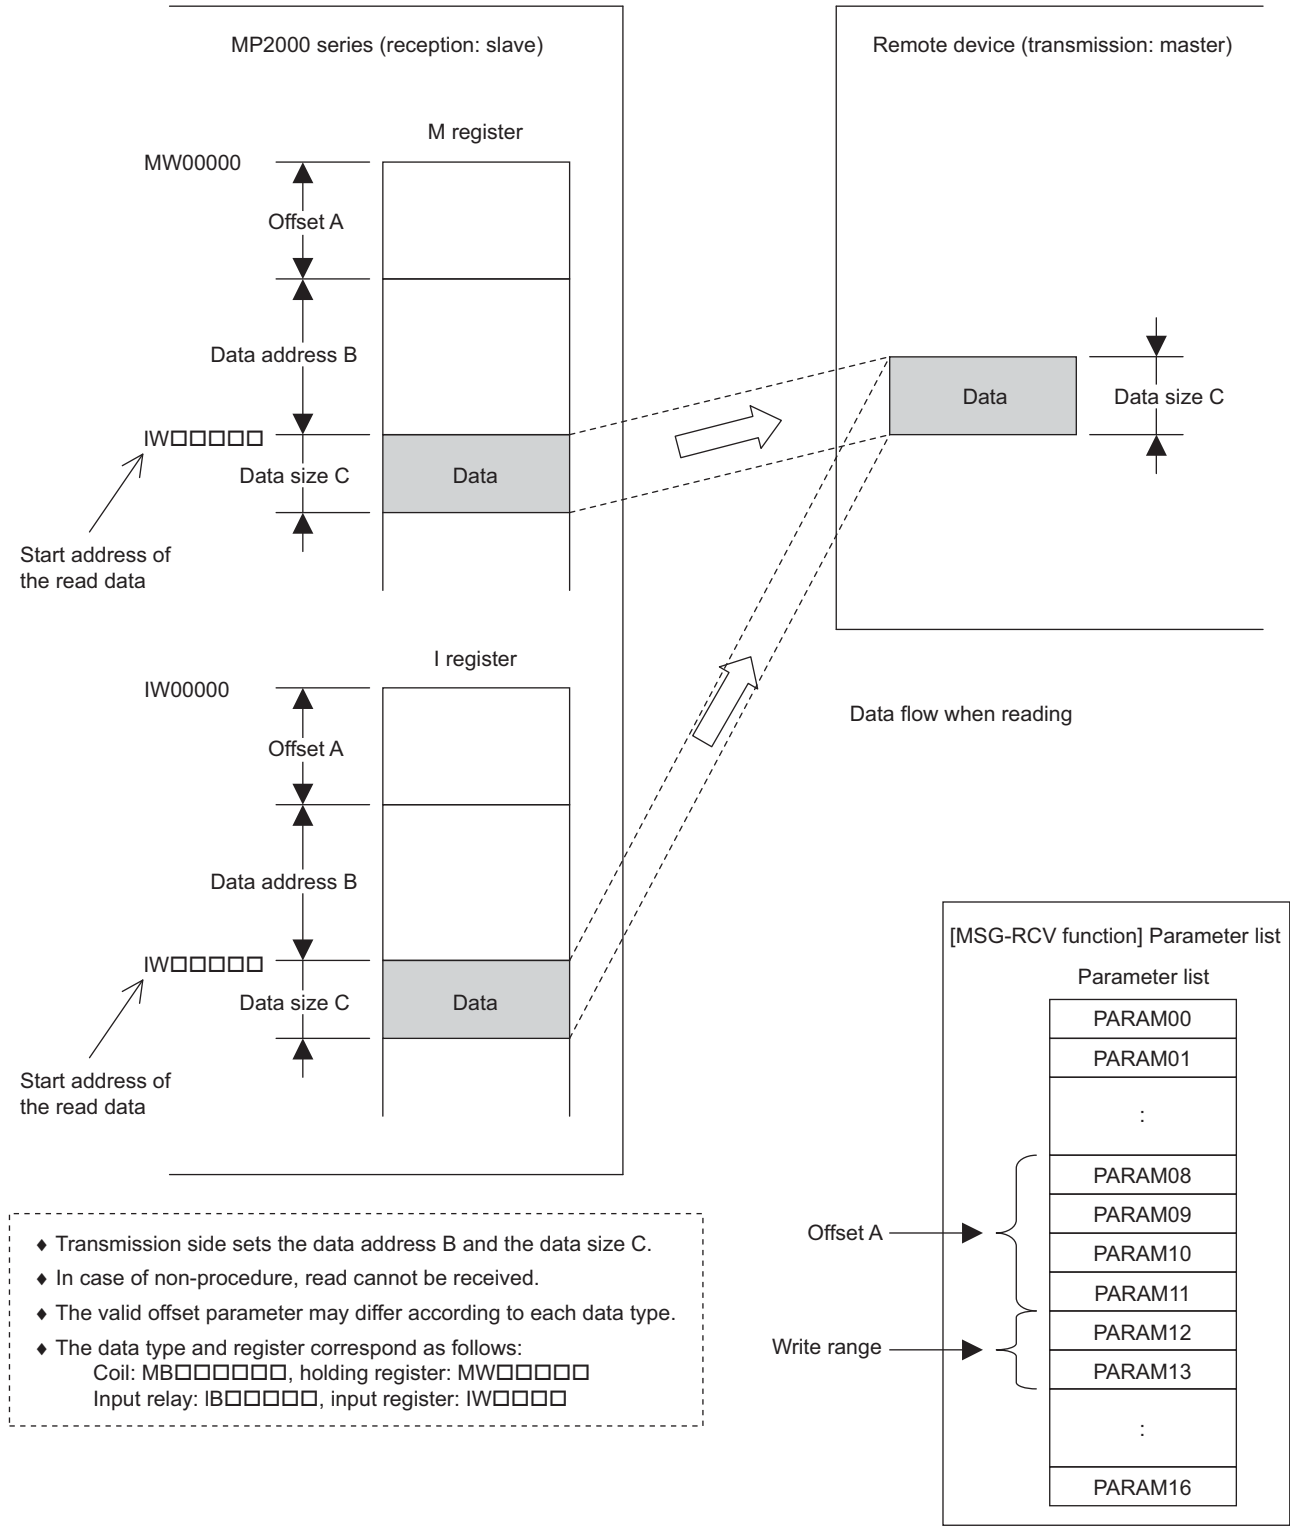 MP2000 series (reception: slave)
M register
MW00000
Offset A
Data address B
IW□□□□□
Data size C
Data
Start address of
the read data
I register
IW00000
Offset A
Data address B
IW□□□□□
Data size C
Data
Start address of
the read data
Remote device (transmission: master)
Data
Data size C
Data flow when reading
♦ Transmission side sets the data address B and the data size C.
♦ In case of non-procedure, read cannot be received.
♦ The valid offset parameter may differ according to each data type.
♦ The data type and register correspond as follows:
Coil: MB□□□□□□, holding register: MW□□□□□
Input relay: IB□□□□□, input register: IW□□□□
[MSG-RCV function] Parameter list
Parameter list
PARAM00
PARAM01
:
PARAM08
PARAM09
Offset A
PARAM10
PARAM11
PARAM12
Write range
PARAM13
:
PARAM16